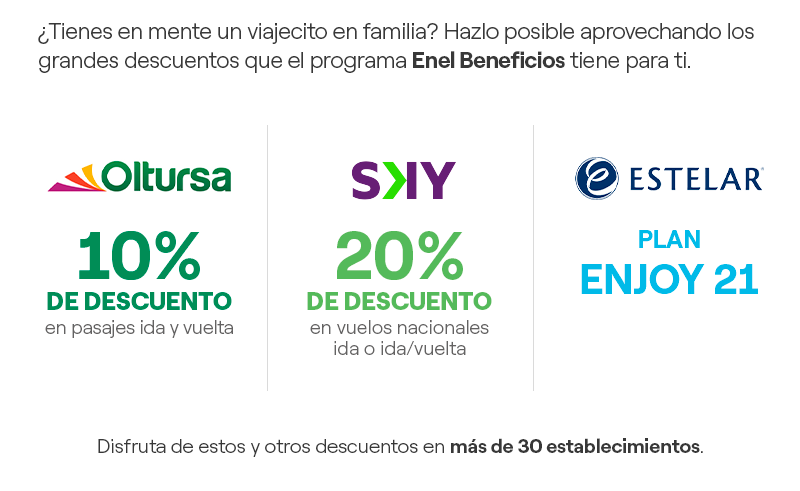 ¿Tienes en mente un viajecito en familia? Hazlo posible aprovechando los
grandes descuentos que el programa Enel Beneficios tiene para ti.
Oltursa
10%
DE DESCUENTO
en pasajes ida y vuelta
SKY
20%
DE DESCUENTO
en vuelos nacionales
ida o ida/vuelta
ESTELAR
PLAN
ENJOY 21
Disfruta de estos y otros descuentos en más de 30 establecimientos.